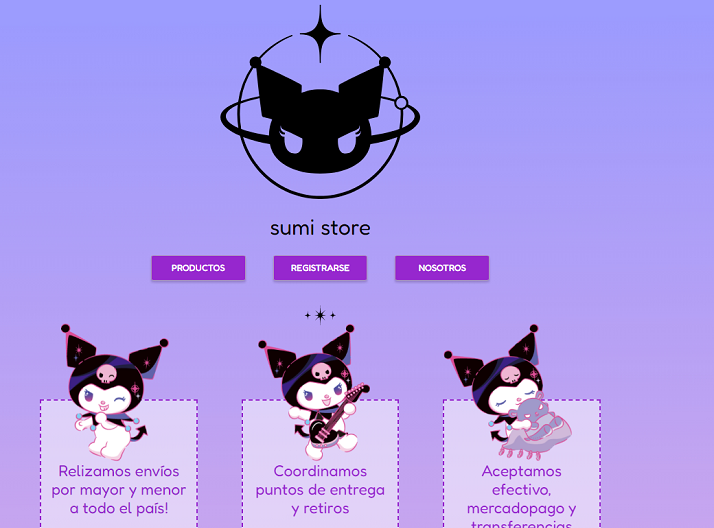 sumi store
PRODUCTOS
REGISTRARSE
NOSOTROS
Relizamos envíos
por mayor y menor
a todo el país!
Coordinamos
puntos de entrega
y retiros
Aceptamos
efectivo,
mercadopago y
transferencias